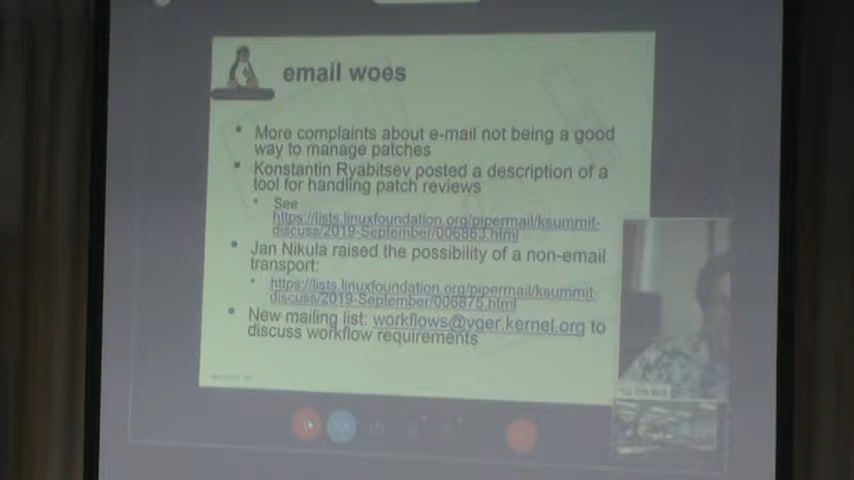 email woes
• More complaints about e-mail not being a good
way to manage patches
• Konstantin Ryabitsev posted a description of a
tool for handling patch reviews
• See
https://lists.linuxfoundation.org/pipermail/ksummit-
discuss/2019-September/006863.html
• Jan Nikula raised the possibility of a non-email
transport:
• https://lists.linuxfoundation.org/pipermail/ksummit-
discuss/2019-September/006875.html
• New mailing list: workflows@vger.kernel.org to
discuss workflow requirements